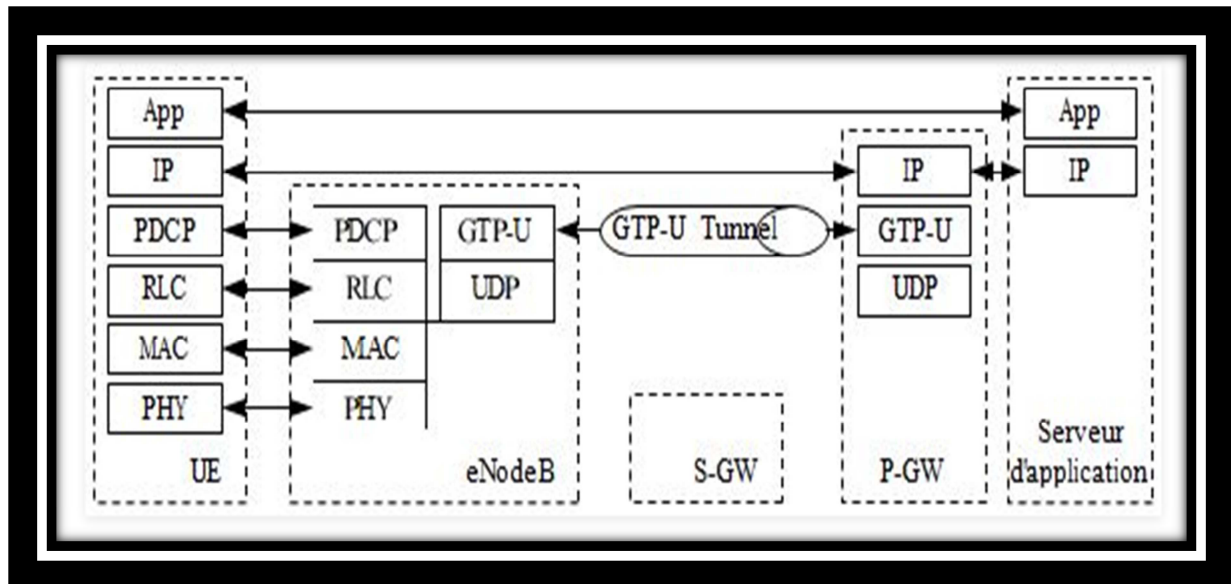 App
IP
PDCP
RLC
MAC
PHY
UE
PDCP
RLC
MAC
PHY
GTP-U
UDP
eNodeB
GTP-U Tunnel
S-GW
IP
GTP-U
UDP
P-GW
App
IP
Serveur
d'application